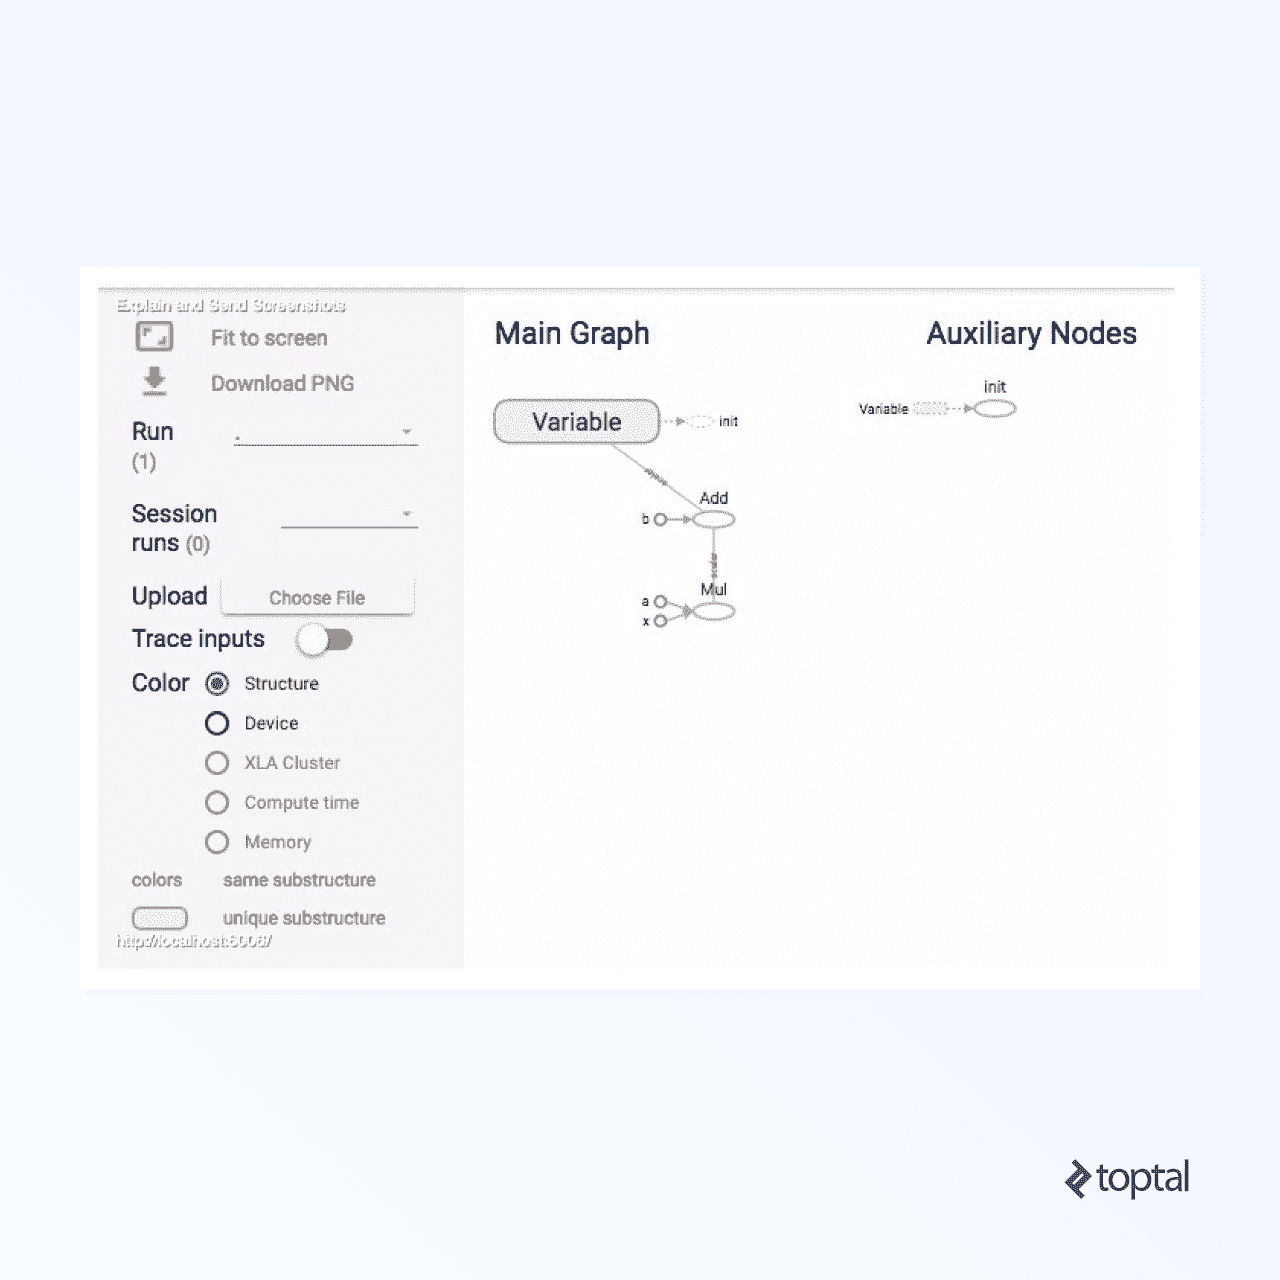 Explain and Send Screenshots
Fit to screen
Download PNG
Run
(1)
.
Session
runs (0)
Upload
Choose File
Trace inputs
Color
Structure
Device
XLA Cluster
Compute time
Memory
colors
same substructure
unique substructure
http://localhost:6006/
Main Graph
Variable
init
Add
b
Mul
a
x
Auxiliary Nodes
init
Variable
toptal